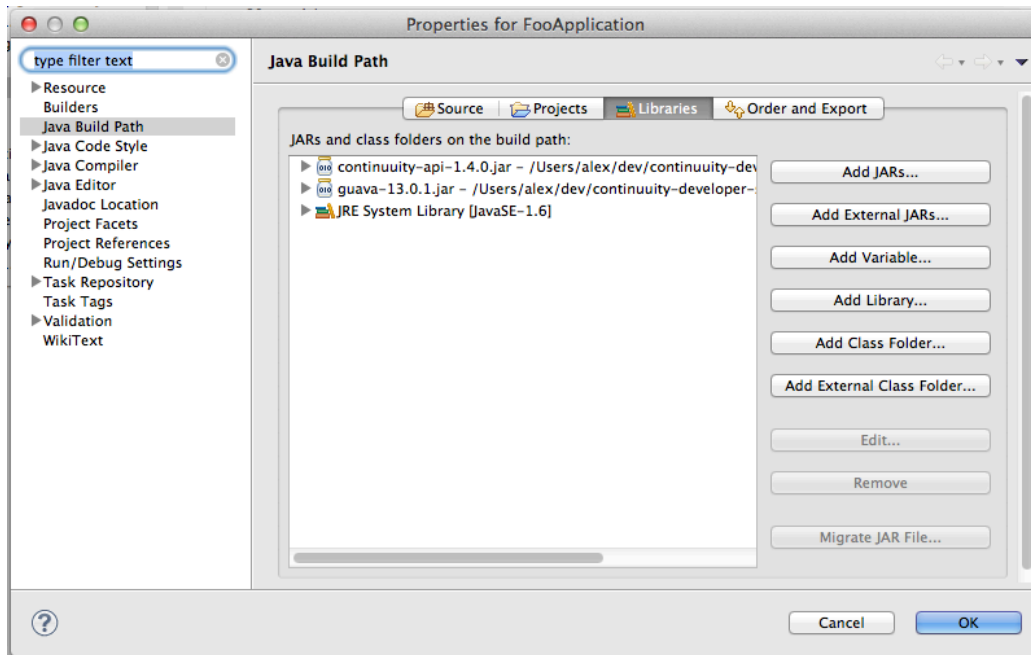 Properties for FooApplication
type filter text
Resource
Builders
Java Build Path
Java Code Style
Java Compiler
Java Editor
Javadoc Location
Project Facets
Project References
Run/Debug Settings
Task Repository
Task Tags
Validation
WikiText
Java Build Path
Source Projects Libraries Order and Export
JARs and class folders on the build path:
continuuity-api-1.4.0.jar - /Users/alex/dev/continuuity-dev
guava-13.0.1.jar - /Users/alex/dev/continuuity-developer-
JRE System Library [JavaSE-1.6]
Add JARs...
Add External JARs...
Add Variable...
Add Library...
Add Class Folder...
Add External Class Folder...
Edit...
Remove
Migrate JAR File...
?
Cancel
OK